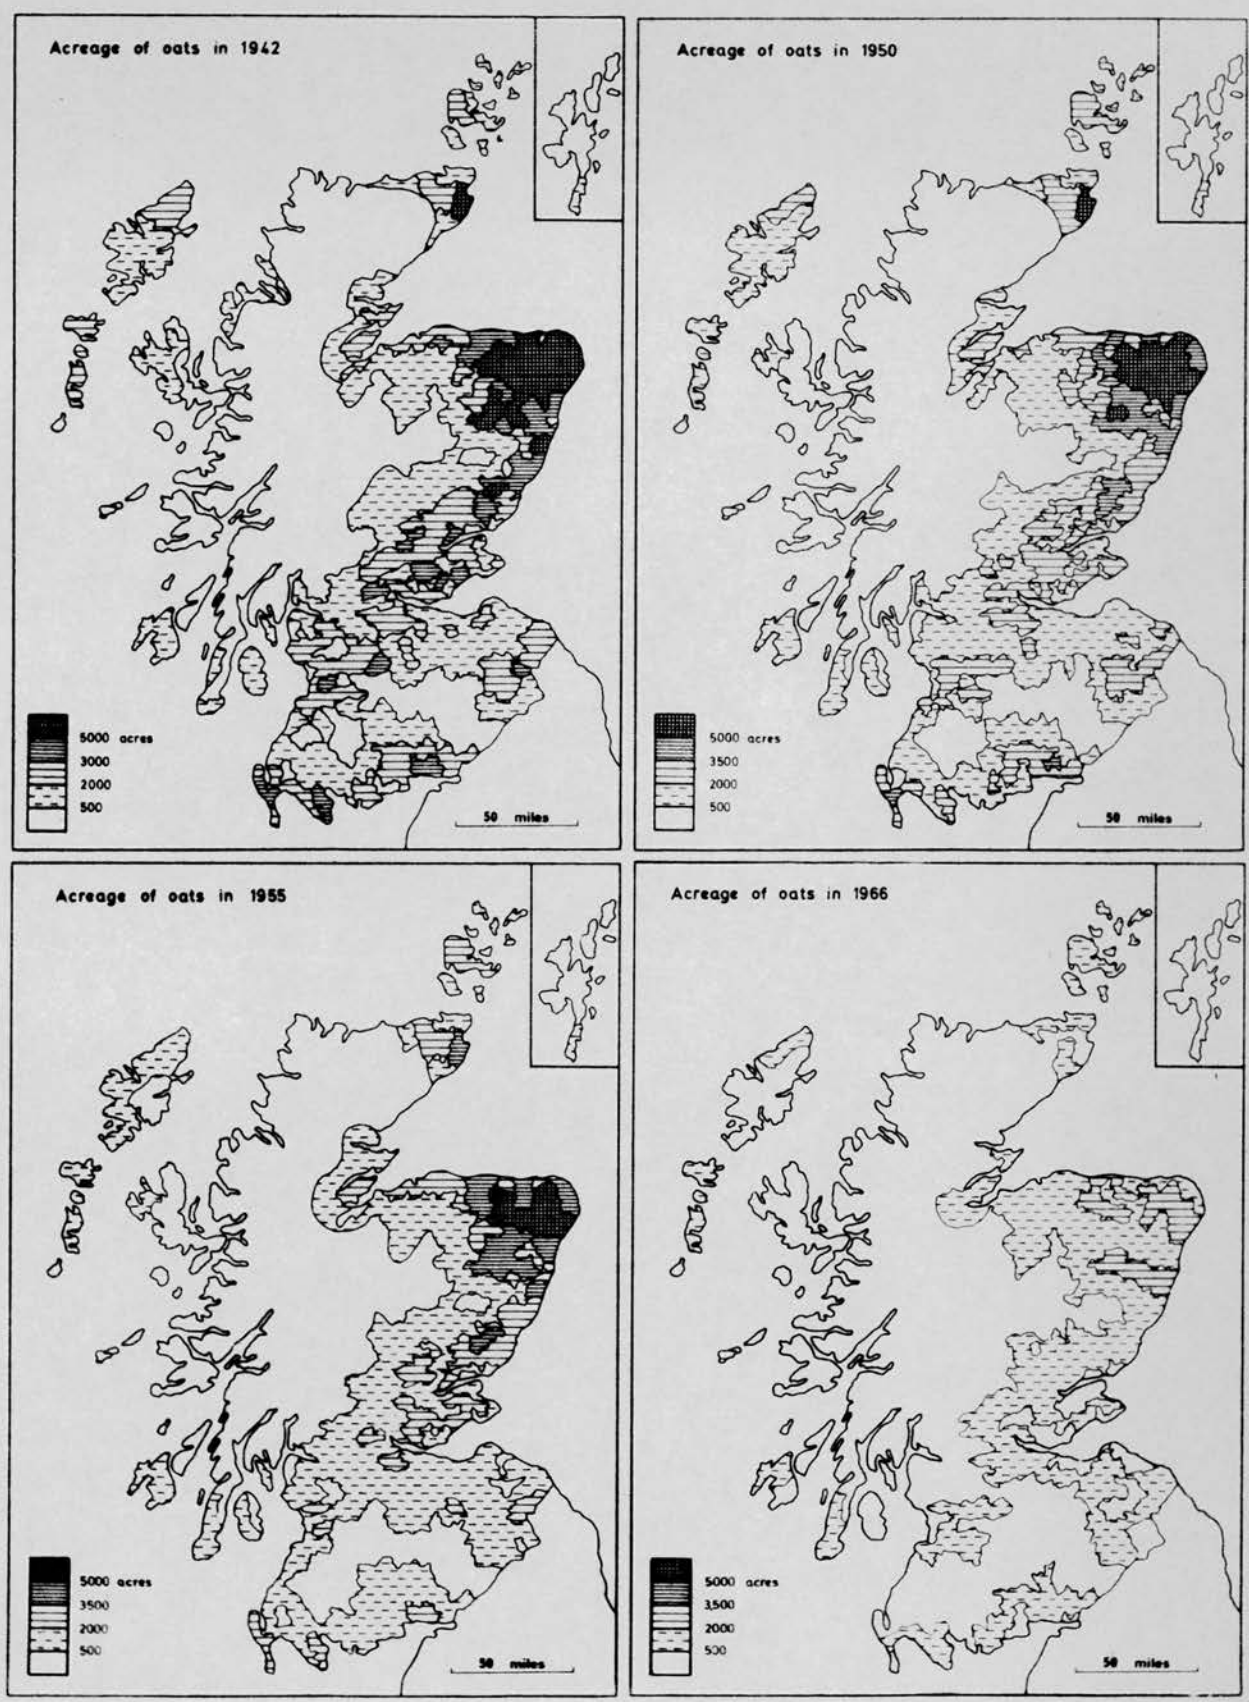 Acreage of oats in 1942
5000 acres
3000
2000
500
50 miles
Acreage of oats in 1950
5000 acres
3500
2000
500
50 miles
Acreage of oats in 1955
5000 acres
3500
2000
500
50 miles
Acreage of oats in 1966
5000 acres
3,500
2000
500
50 miles